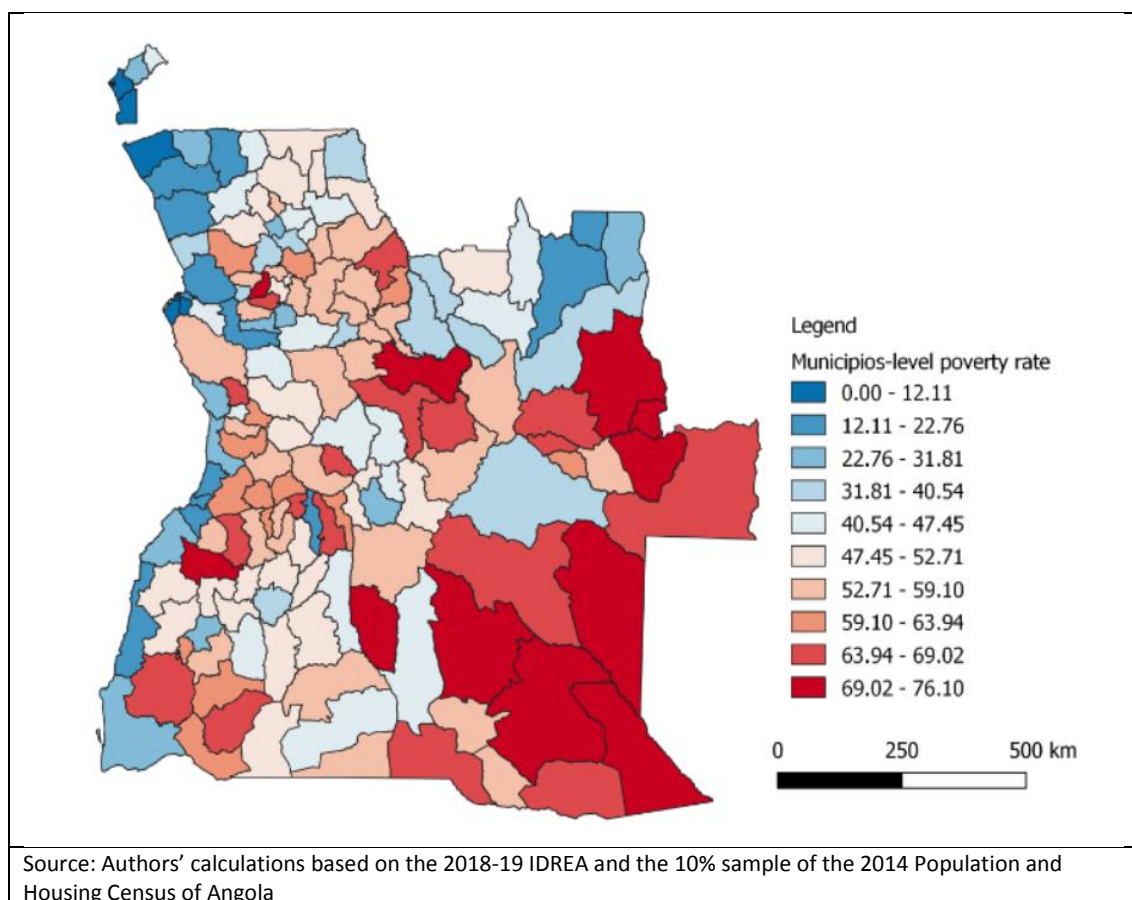 Legend
Municipios-level poverty rate
0.00 - 12.11
12.11 - 22.76
22.76 - 31.81
31.81 - 40.54
40.54 - 47.45
47.45 - 52.71
52.71 - 59.10
59.10 - 63.94
63.94 - 69.02
69.02 - 76.10
0 250 500 km
Source: Authors’ calculations based on the 2018-19 IDREA and the 10% sample of the 2014 Population and
Housing Census of Angola